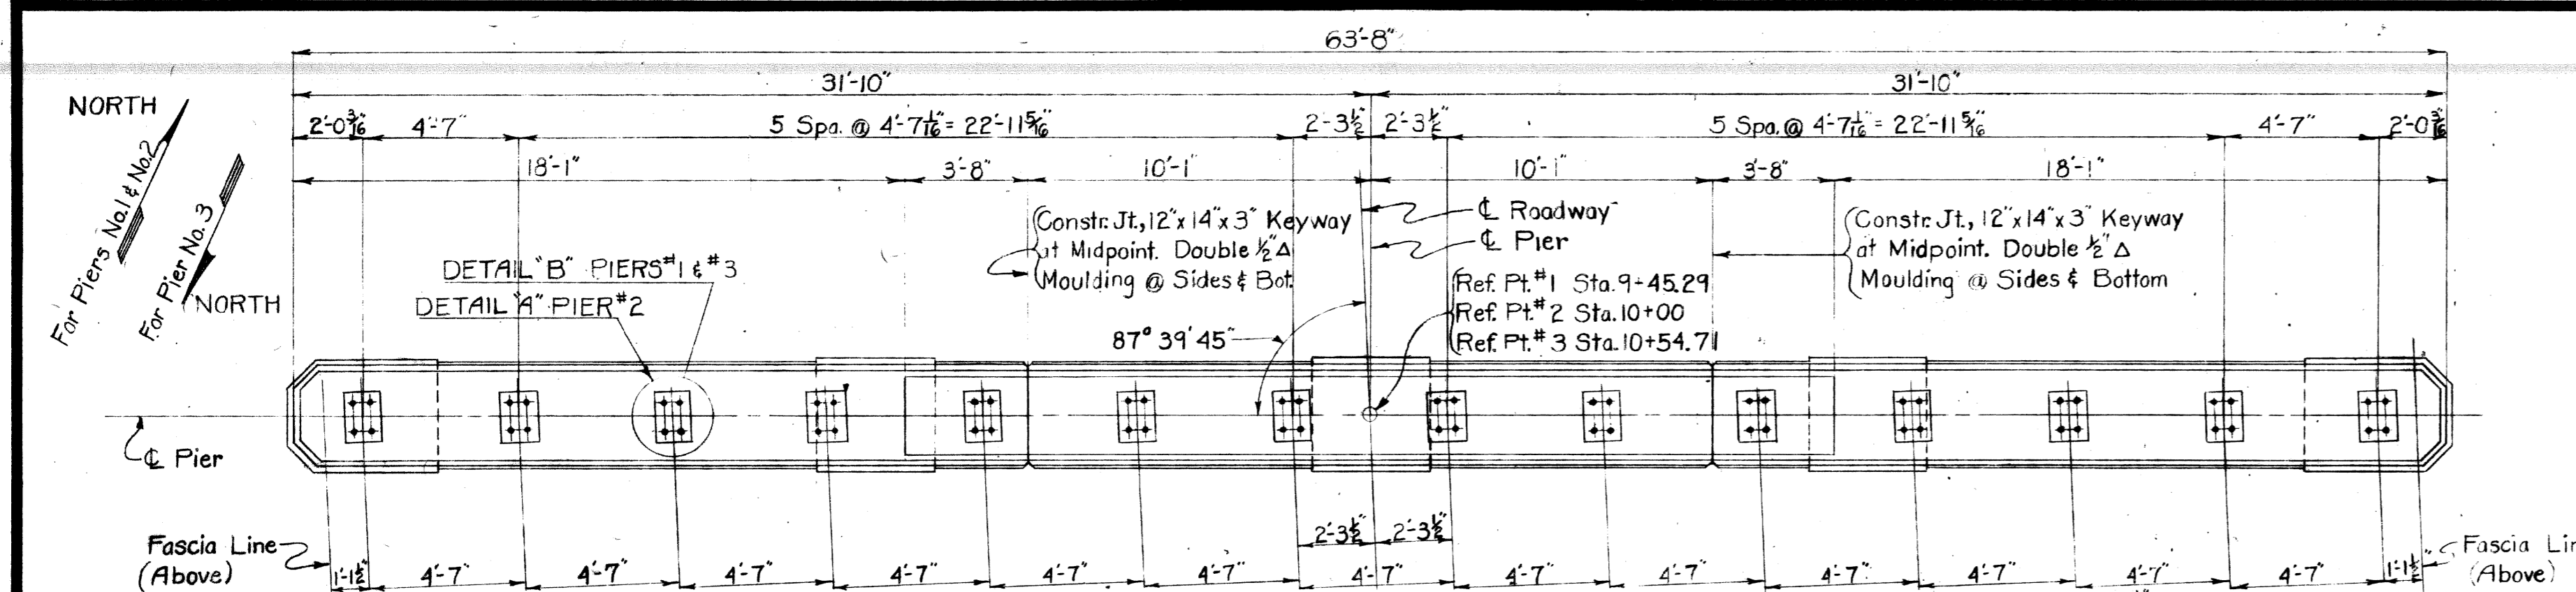 63'-8"
31'-10" 31'-10"
NORTH
2'-0 3/16" 4'-7" 5 Spa. @ 4'-7 1/16" = 22'-11 5/16" 2'-3 1/2" 2'-3 1/2" 5 Spa. @ 4'-7 1/16" = 22'-11 5/16" 4'-7" 2'-0 3/16"
18'-1" 3'-8" 10'-1" 10'-1" 3'-8" 18'-1"
For Piers No.1 & No.2
For Pier No. 3
NORTH
Constr. Jt., 12"x 14"x 3" Keyway
at Midpoint. Double 1/2" Δ
Moulding @ Sides & Bot.
℄ Roadway
℄ Pier
Constr. Jt., 12"x 14"x 3" Keyway
at Midpoint. Double 1/2" Δ
Moulding @ Sides & Bottom
DETAIL "B" PIERS #1 & #3
DETAIL "A" PIER #2
Ref. Pt. #1 Sta. 9+45.29
Ref. Pt. #2 Sta. 10+00
Ref. Pt. #3 Sta. 10+54.71
87° 39' 45"
℄ Pier
2'-3 1/2" 2'-3 1/2"
Fascia Line
(Above)
1'-1 1/2" 4'-7" 4'-7" 4'-7" 4'-7" 4'-7" 4'-7" 4'-7" 4'-7" 4'-7" 4'-7" 4'-7" 4'-7" 4'-7" 1'-1 1/2"
Fascia Lin
(Above)